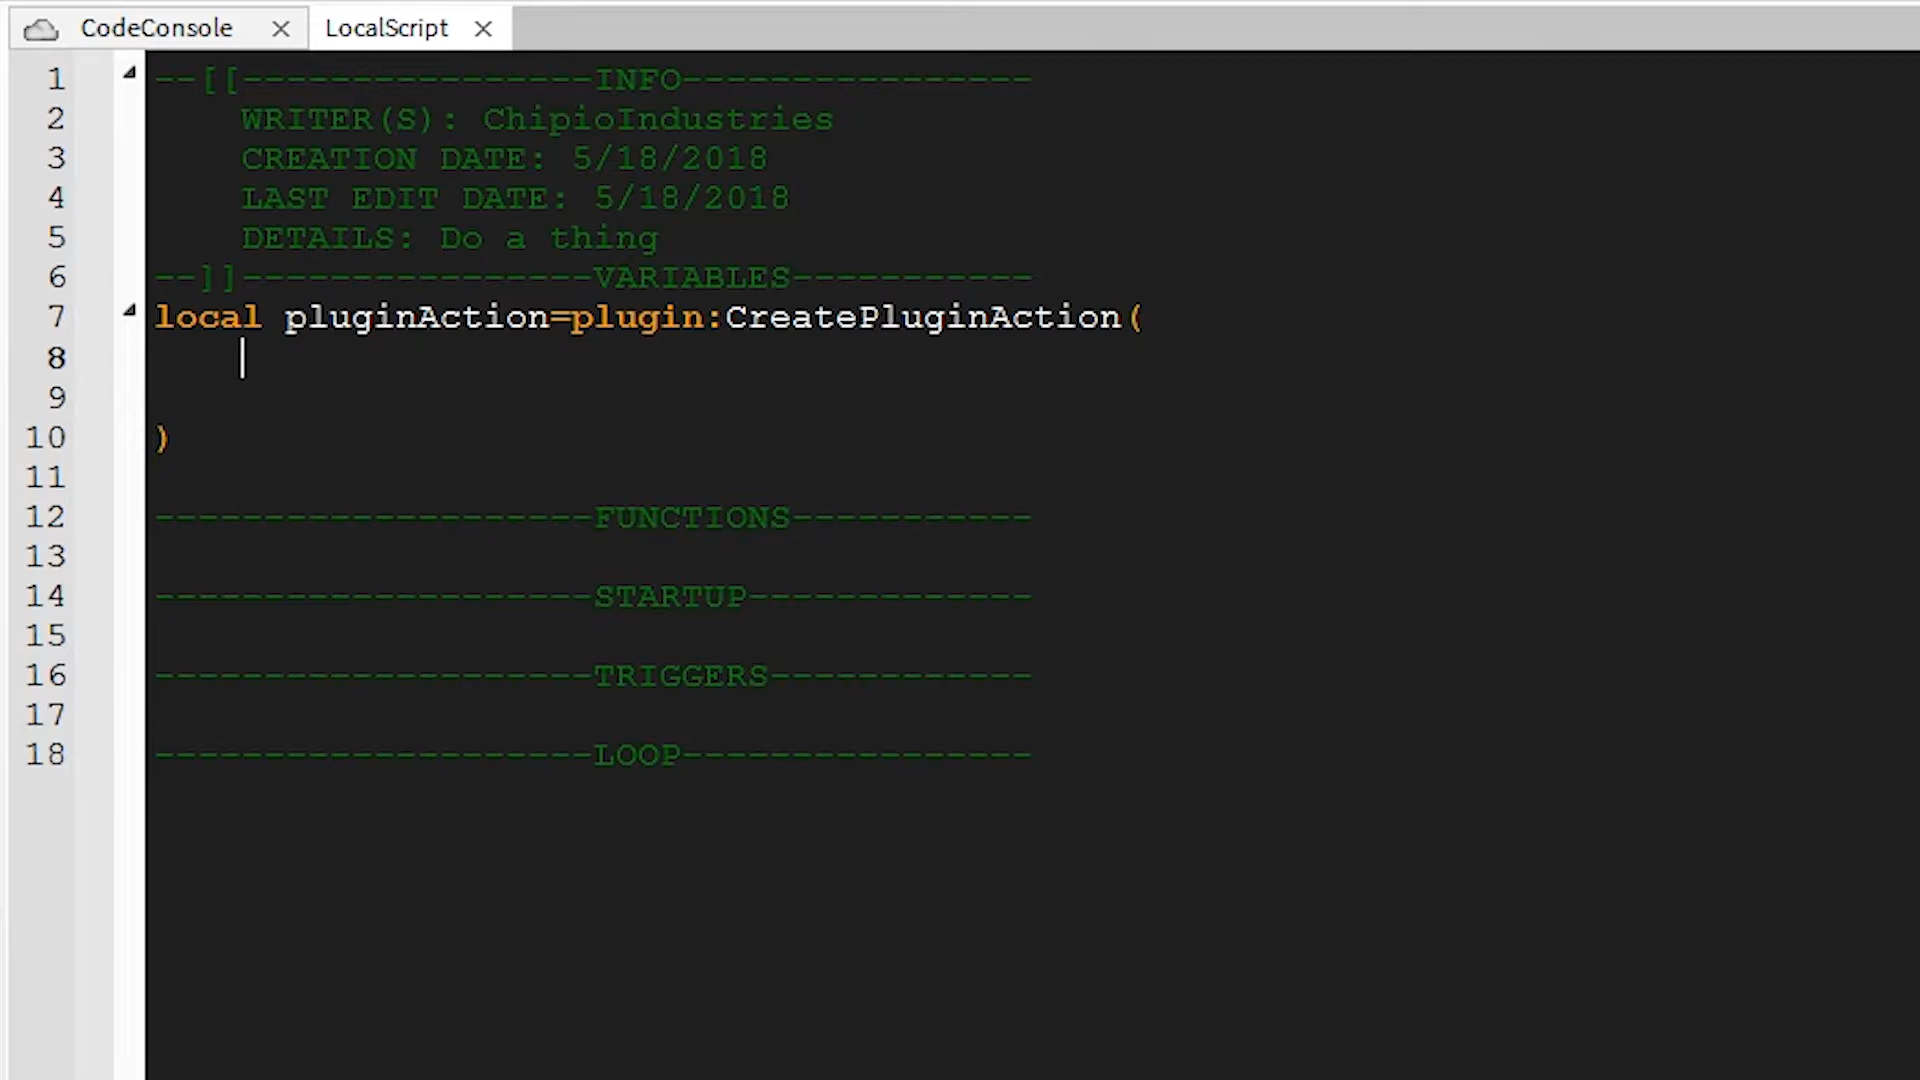 CodeConsole LocalScript
1 --[[----------------INFO----------------
2 WRITER(S): ChipioIndustries
3 CREATION DATE: 5/18/2018
4 LAST EDIT DATE: 5/18/2018
5 DETAILS: Do a thing
6 --]]----------------VARIABLES-----------
7 local pluginAction=plugin:CreatePluginAction(
8
9
10 )
11
12 --------------------FUNCTIONS-----------
13
14 --------------------STARTUP-------------
15
16 --------------------TRIGGERS------------
17
18 --------------------LOOP----------------